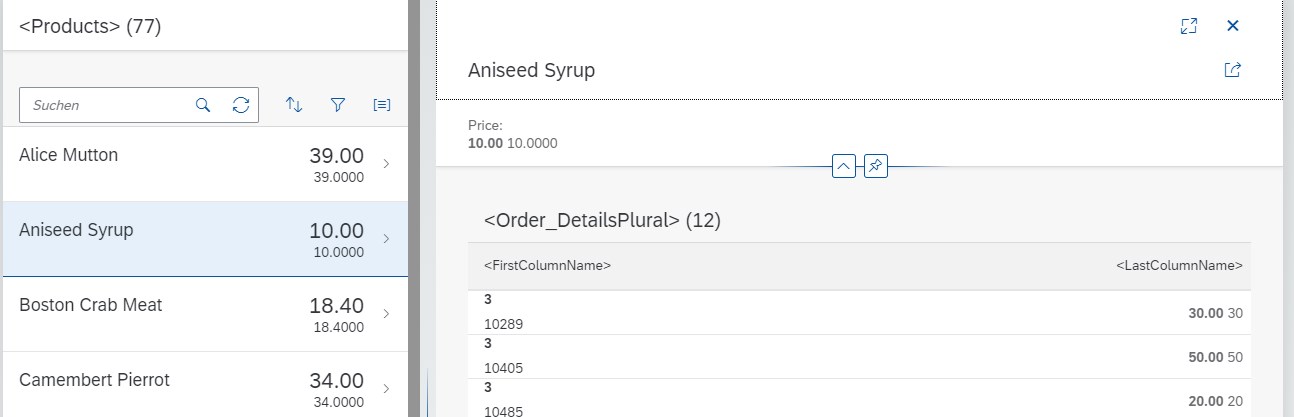 <Products> (77)
Suchen
Alice Mutton
39.00
39.0000
Aniseed Syrup
10.00
10.0000
Boston Crab Meat
18.40
18.4000
Camembert Pierrot
34.00
34.0000
Aniseed Syrup
Price:
10.00 10.0000
<Order_DetailsPlural> (12)
<FirstColumnName> <LastColumnName>
3
10289
30.00 30
3
10405
50.00 50
3
10485
20.00 20